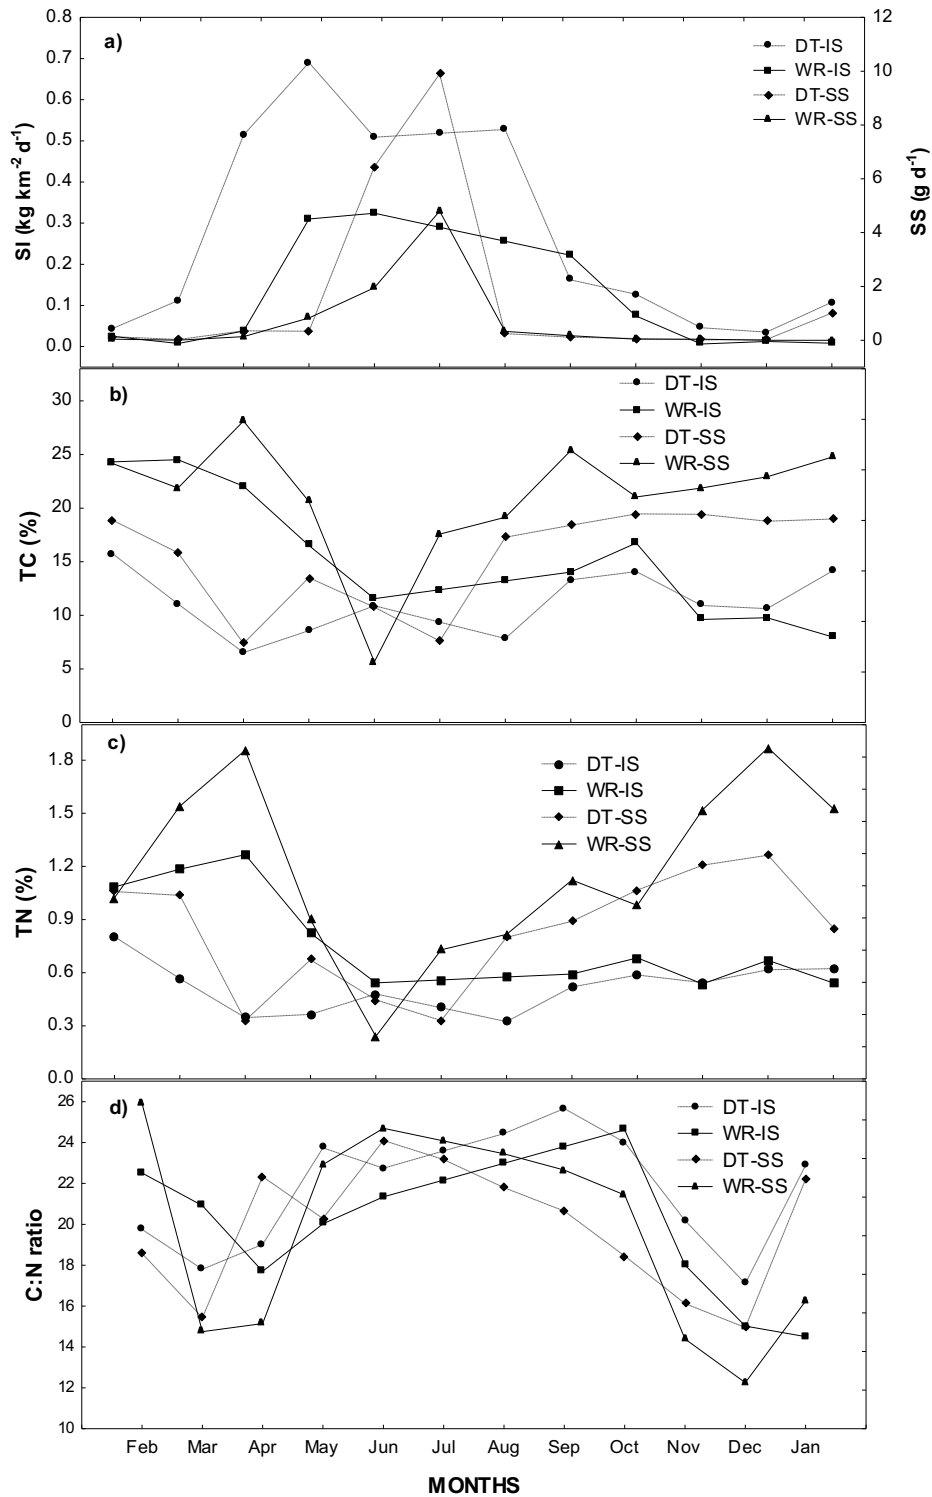 a)
DT-IS
WR-IS
DT-SS
WR-SS
0.8
0.7
0.6
0.5
0.4
0.3
0.2
0.1
0.0
SI (kg km-2 d-1)
12
10
8
6
4
2
0
SS (g d-1)
b)
DT-IS
WR-IS
DT-SS
WR-SS
30
25
20
15
10
5
0
TC (%)
c)
DT-IS
WR-IS
DT-SS
WR-SS
1.8
1.5
1.2
0.9
0.6
0.3
0.0
TN (%)
d)
DT-IS
WR-IS
DT-SS
WR-SS
26
24
22
20
18
16
14
12
10
C:N ratio
Feb Mar Apr May Jun Jul Aug Sep Oct Nov Dec Jan
MONTHS